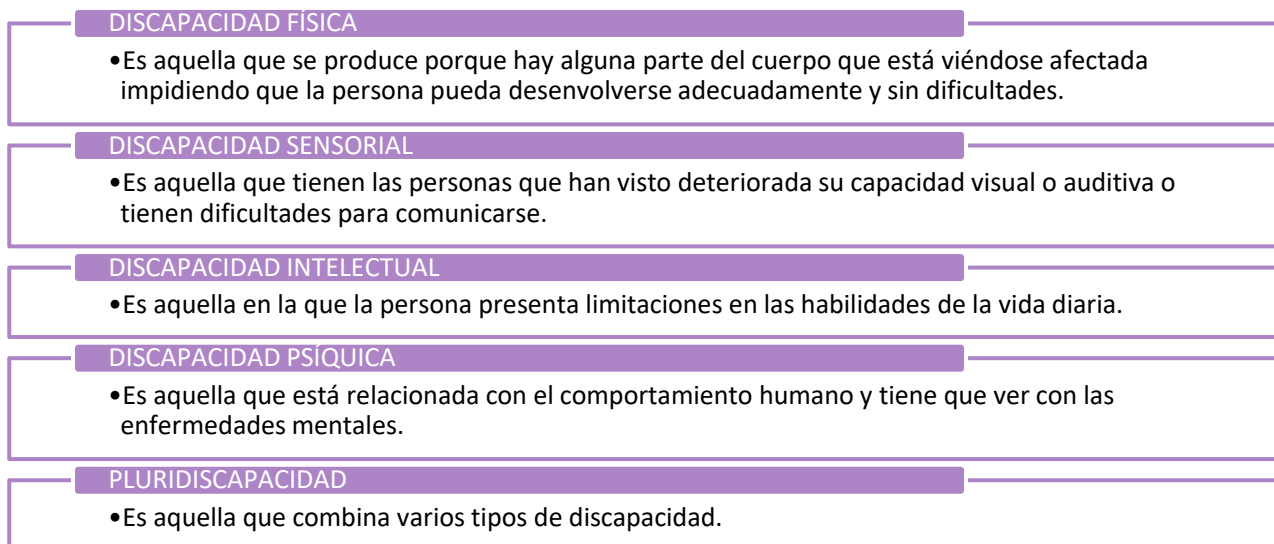 DISCAPACIDAD FÍSICA
•Es aquella que se produce porque hay alguna parte del cuerpo que está viéndose afectada
impidiendo que la persona pueda desenvolverse adecuadamente y sin dificultades.
DISCAPACIDAD SENSORIAL
•Es aquella que tienen las personas que han visto deteriorada su capacidad visual o auditiva o
tienen dificultades para comunicarse.
DISCAPACIDAD INTELECTUAL
•Es aquella en la que la persona presenta limitaciones en las habilidades de la vida diaria.
DISCAPACIDAD PSÍQUICA
•Es aquella que está relacionada con el comportamiento humano y tiene que ver con las
enfermedades mentales.
PLURIDISCAPACIDAD
•Es aquella que combina varios tipos de discapacidad.